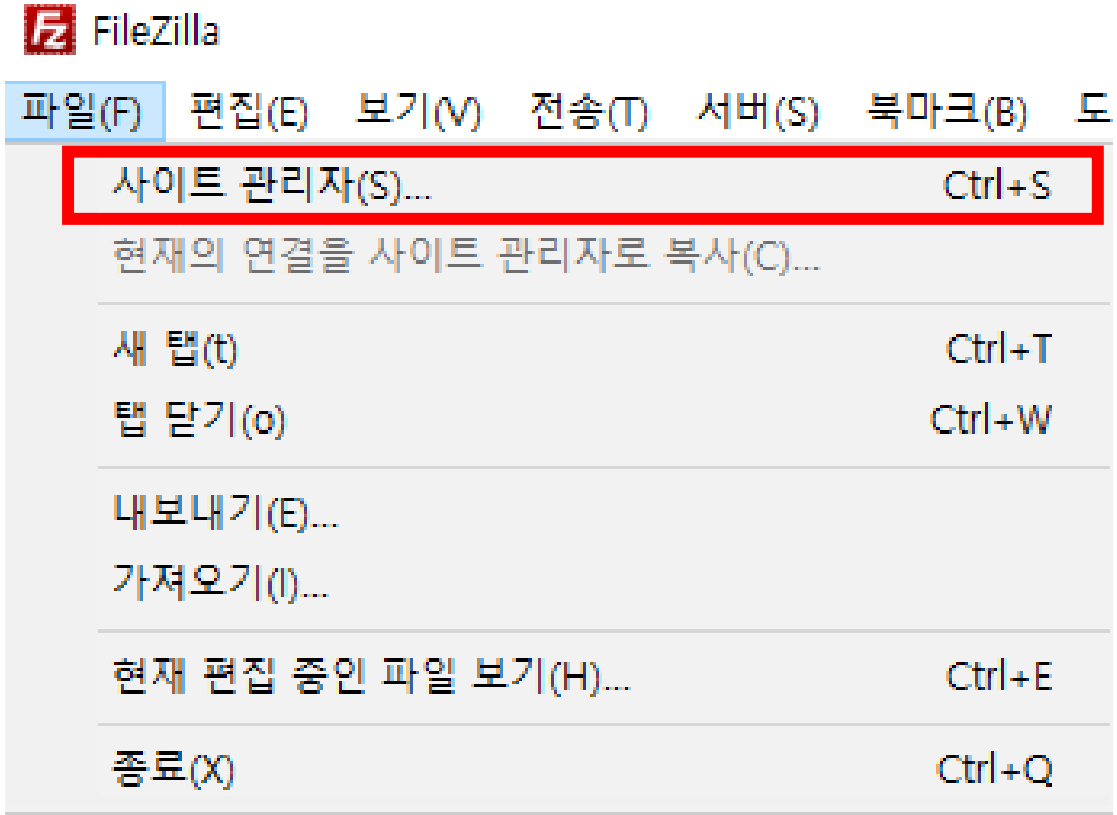 FileZilla
파일(F) 편집(E) 보기(V) 전송(T) 서버(S) 북마크(B) 도
사이트 관리자(S)... Ctrl+S
현재의 연결을 사이트 관리자로 복사(C)...
새 탭(t) Ctrl+T
탭 닫기(o) Ctrl+W
내보내기(E)...
가져오기(I)...
현재 편집 중인 파일 보기(H)... Ctrl+E
종료(X) Ctrl+Q